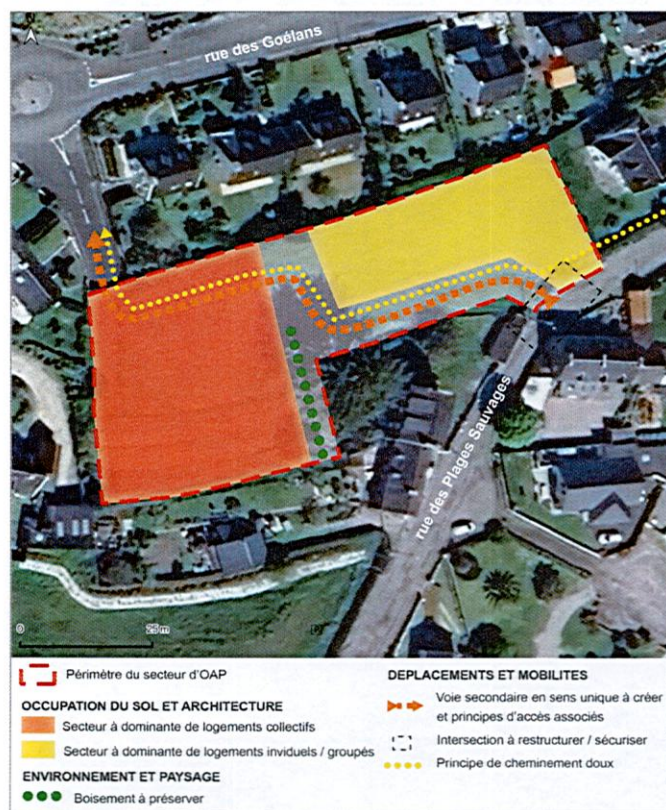 rue des Goélans
rue des Plages Sauvages
0 25 m
Périmètre du secteur d'OAP
OCCUPATION DU SOL ET ARCHITECTURE
Secteur à dominante de logements collectifs
Secteur à dominante de logements inviduels / groupés
ENVIRONNEMENT ET PAYSAGE
Boisement à préserver
DEPLACEMENTS ET MOBILITES
Voie secondaire en sens unique à créer
et principes d'accès associés
Intersection à restructurer / sécuriser
Principe de cheminement doux